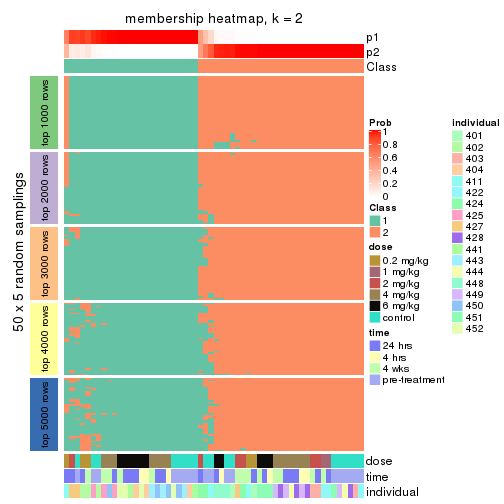 membership heatmap, k = 2
p1
p2
Class
50 x 5 random samplings
top 1000 rows
top 2000 rows
top 3000 rows
top 4000 rows
top 5000 rows
dose
time
individual
Prob
1
0.8
0.6
0.4
0.2
0
Class
1
2
dose
0.2 mg/kg
1 mg/kg
2 mg/kg
4 mg/kg
6 mg/kg
control
time
24 hrs
4 hrs
4 wks
pre-treatment
individual
401
402
403
404
411
422
424
425
427
428
441
443
444
448
449
450
451
452